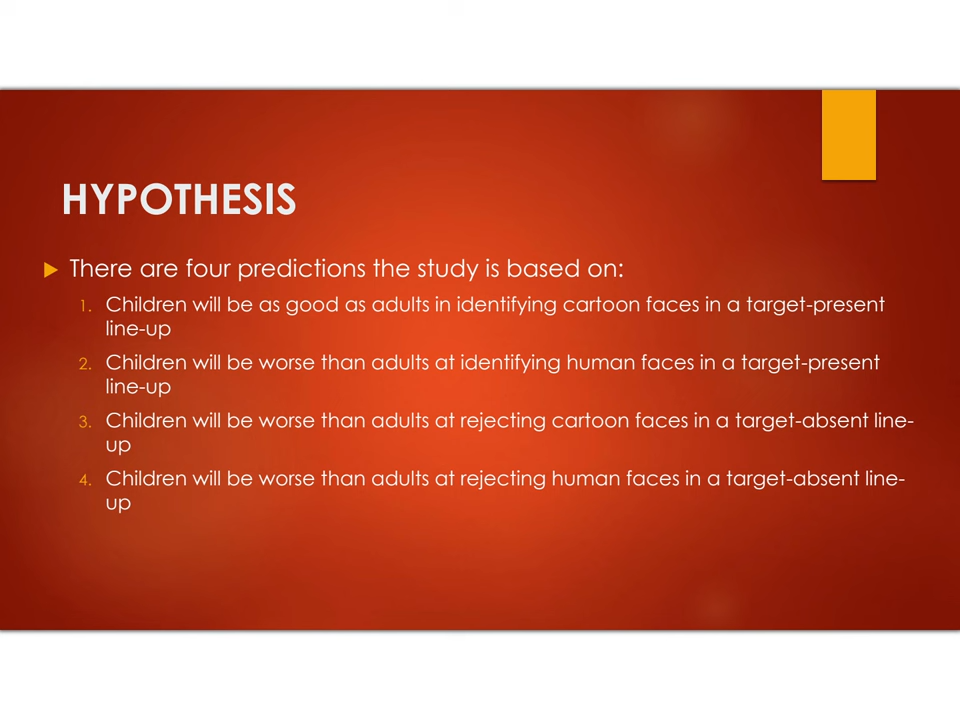 HYPOTHESIS
There are four predictions the study is based on:
1. Children will be as good as adults in identifying cartoon faces in a target-present
line-up
2. Children will be worse than adults at identifying human faces in a target-present
line-up
3. Children will be worse than adults at rejecting cartoon faces in a target-absent line-
up
4. Children will be worse than adults at rejecting human faces in a target-absent line-
up